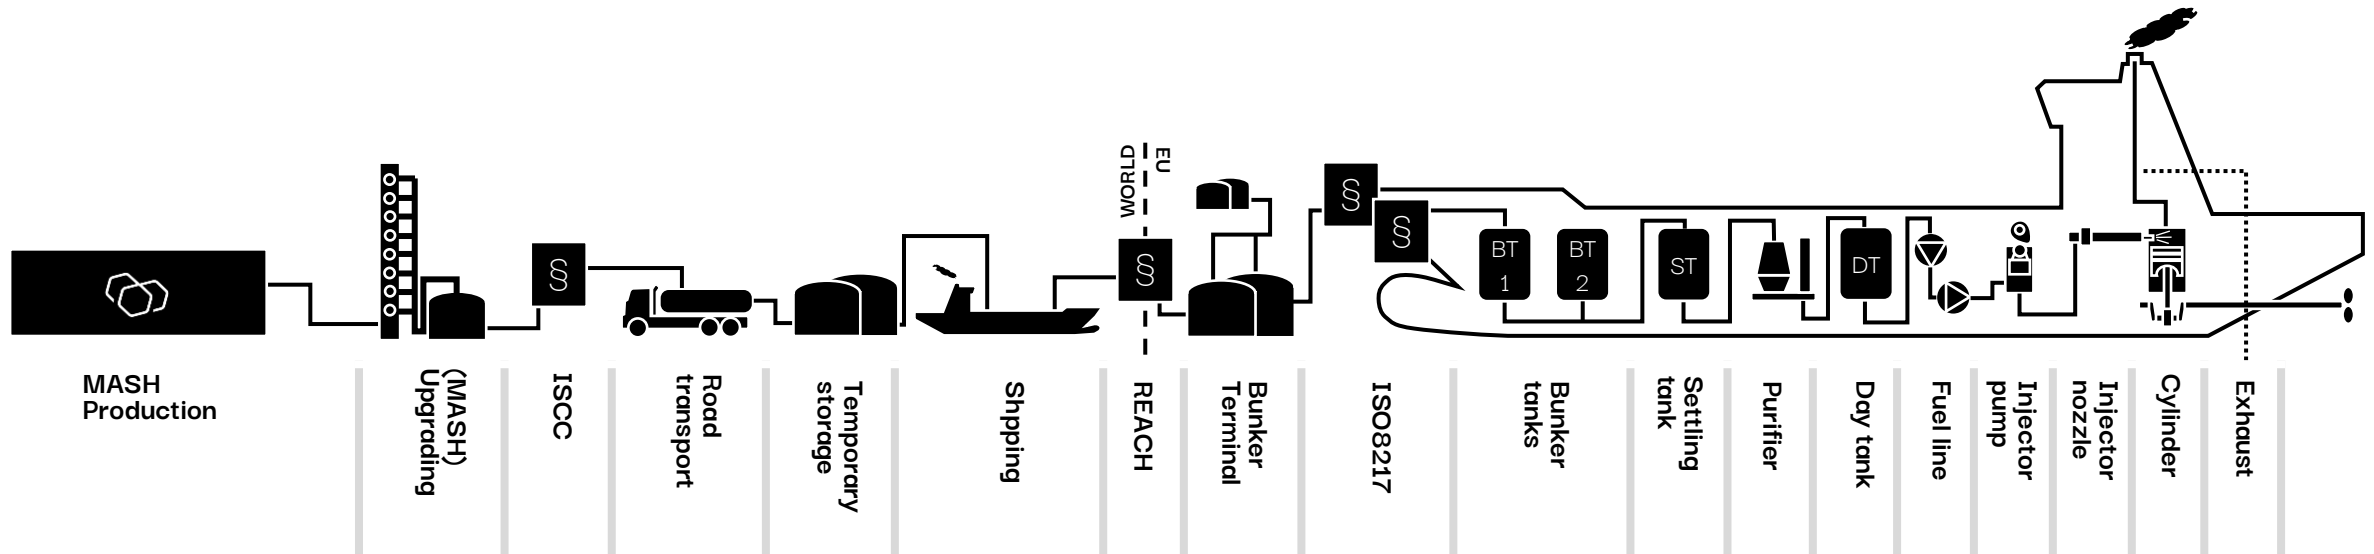 WORLD
EU
§
§
§
§
BT
1
BT
2
ST
DT
MASH
Production
(MASH)
Upgrading
ISCC
Road
transport
Temporary
storage
Shpping
REACH
Bunker
Terminal
ISO8217
Bunker
tanks
Settling
tank
Purifier
Day tank
Fuel line
Injector
pump
Injector
nozzle
Cylinder
Exhaust